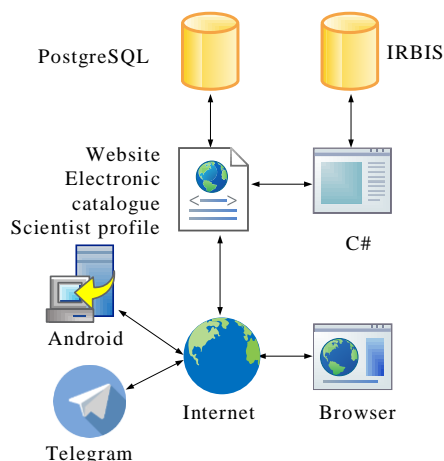 PostgreSQL
IRBIS
Website
Electronic
catalogue
Scientist profile
C#
Android
Internet
Browser
Telegram